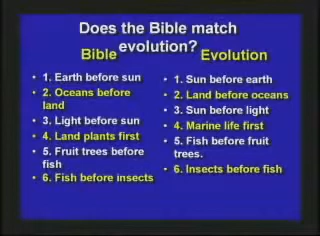 Does the Bible match
evolution?
Bible
Evolution
• 1. Earth before sun
• 2. Oceans before
land
• 3. Light before sun
• 4. Land plants first
• 5. Fruit trees before
fish
• 6. Fish before insects
• 1. Sun before earth
• 2. Land before oceans
• 3. Sun before light
• 4. Marine life first
• 5. Fish before fruit
trees.
• 6. Insects before fish